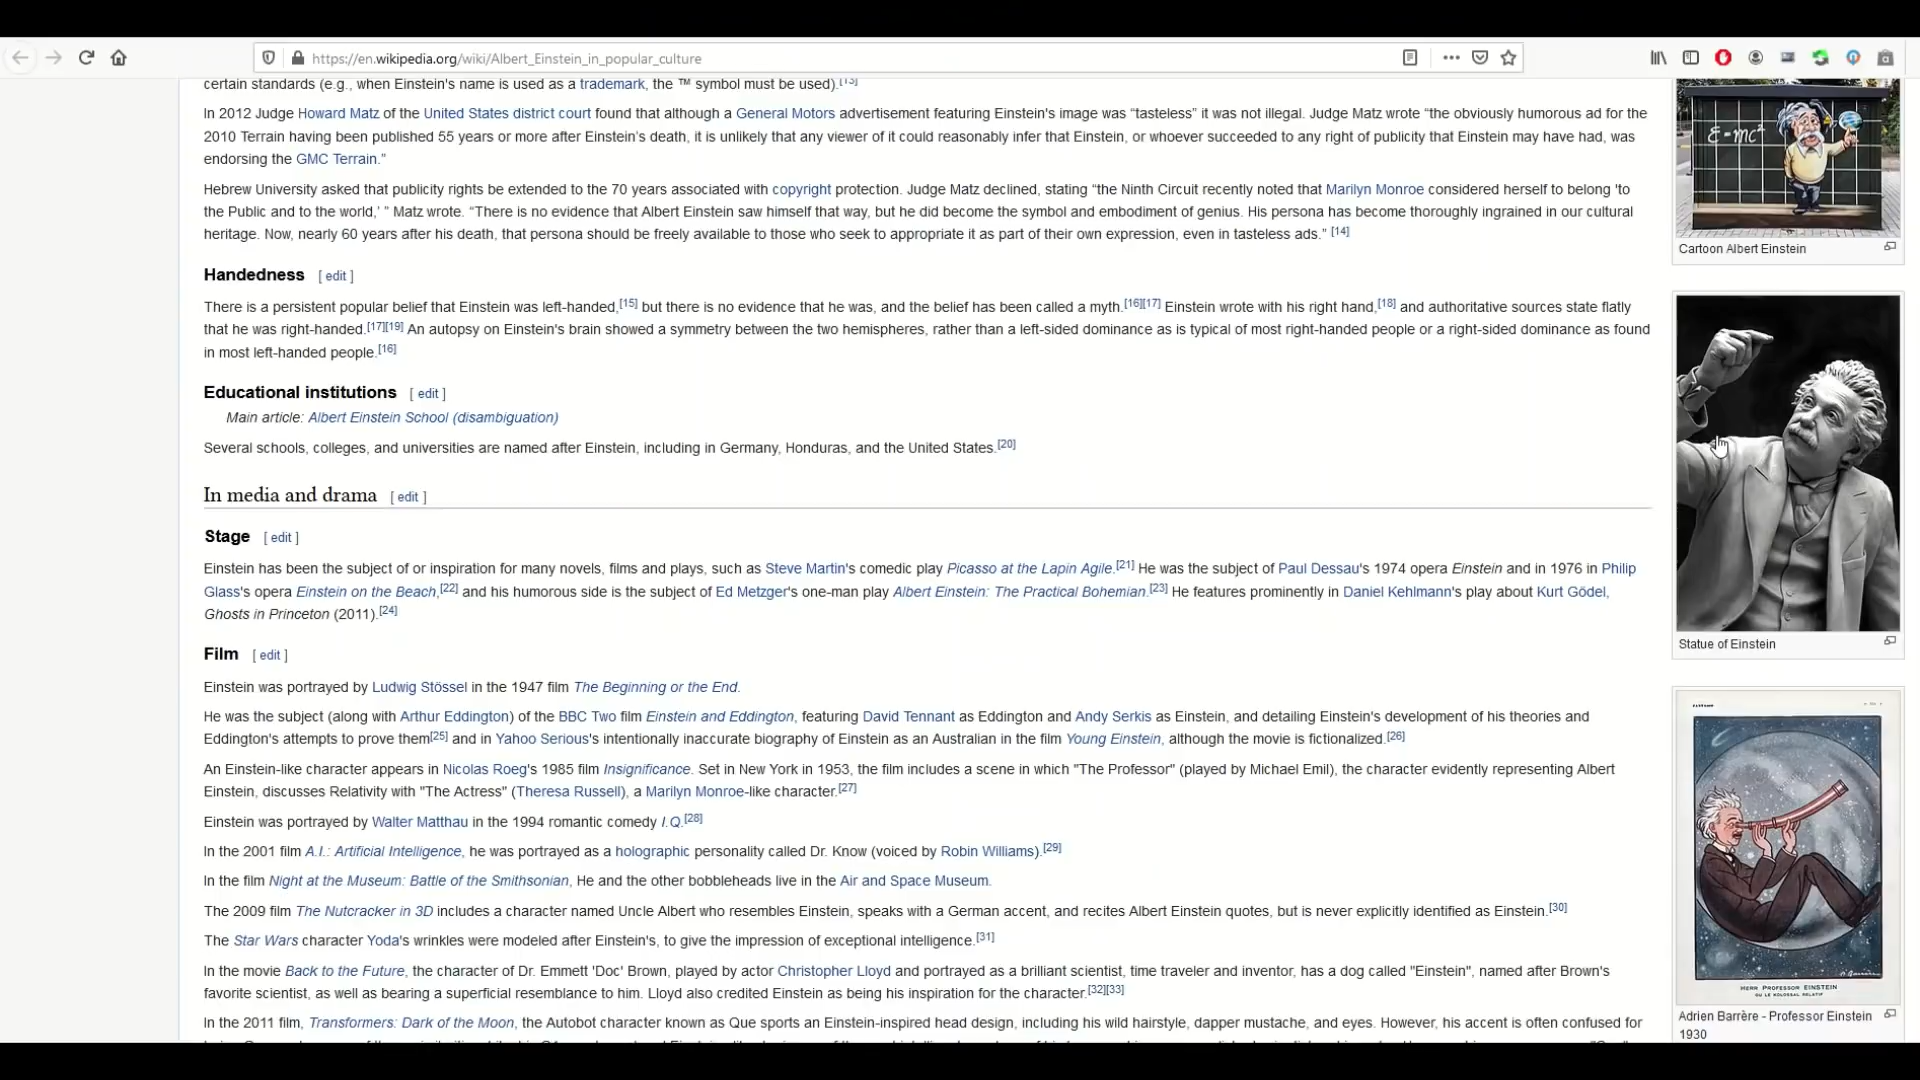 https://en.wikipedia.org/wiki/Albert_Einstein_in_popular_culture
certain standards (e.g., when Einstein's name is used as a trademark, the ™ symbol must be used).[13]
In 2012 Judge Howard Matz of the United States district court found that although a General Motors advertisement featuring Einstein's image was “tasteless” it was not illegal. Judge Matz wrote “the obviously humorous ad for the
2010 Terrain having been published 55 years or more after Einstein’s death, it is unlikely that any viewer of it could reasonably infer that Einstein, or whoever succeeded to any right of publicity that Einstein may have had, was
endorsing the GMC Terrain.”
Hebrew University asked that publicity rights be extended to the 70 years associated with copyright protection. Judge Matz declined, stating “the Ninth Circuit recently noted that Marilyn Monroe considered herself to belong 'to
the Public and to the world,’ ” Matz wrote. “There is no evidence that Albert Einstein saw himself that way, but he did become the symbol and embodiment of genius. His persona has become thoroughly ingrained in our cultural
heritage. Now, nearly 60 years after his death, that persona should be freely available to those who seek to appropriate it as part of their own expression, even in tasteless ads.” [14]
Handedness [ edit ]
There is a persistent popular belief that Einstein was left-handed,[15] but there is no evidence that he was, and the belief has been called a myth.[16][17] Einstein wrote with his right hand,[18] and authoritative sources state flatly
that he was right-handed.[17][19] An autopsy on Einstein's brain showed a symmetry between the two hemispheres, rather than a left-sided dominance as is typical of most right-handed people or a right-sided dominance as found
in most left-handed people.[16]
Educational institutions [ edit ]
Main article: Albert Einstein School (disambiguation)
Several schools, colleges, and universities are named after Einstein, including in Germany, Honduras, and the United States.[20]
In media and drama [ edit ]
Stage [ edit ]
Einstein has been the subject of or inspiration for many novels, films and plays, such as Steve Martin's comedic play Picasso at the Lapin Agile.[21] He was the subject of Paul Dessau's 1974 opera Einstein and in 1976 in Philip
Glass's opera Einstein on the Beach,[22] and his humorous side is the subject of Ed Metzger's one-man play Albert Einstein: The Practical Bohemian.[23] He features prominently in Daniel Kehlmann's play about Kurt Gödel,
Ghosts in Princeton (2011).[24]
Film [ edit ]
Einstein was portrayed by Ludwig Stössel in the 1947 film The Beginning or the End.
He was the subject (along with Arthur Eddington) of the BBC Two film Einstein and Eddington, featuring David Tennant as Eddington and Andy Serkis as Einstein, and detailing Einstein's development of his theories and
Eddington's attempts to prove them[25] and in Yahoo Serious's intentionally inaccurate biography of Einstein as an Australian in the film Young Einstein, although the movie is fictionalized.[26]
An Einstein-like character appears in Nicolas Roeg's 1985 film Insignificance. Set in New York in 1953, the film includes a scene in which "The Professor" (played by Michael Emil), the character evidently representing Albert
Einstein, discusses Relativity with "The Actress" (Theresa Russell), a Marilyn Monroe-like character.[27]
Einstein was portrayed by Walter Matthau in the 1994 romantic comedy I.Q.[28]
In the 2001 film A.I.: Artificial Intelligence, he was portrayed as a holographic personality called Dr. Know (voiced by Robin Williams).[29]
In the film Night at the Museum: Battle of the Smithsonian, He and the other bobbleheads live in the Air and Space Museum.
The 2009 film The Nutcracker in 3D includes a character named Uncle Albert who resembles Einstein, speaks with a German accent, and recites Albert Einstein quotes, but is never explicitly identified as Einstein.[30]
The Star Wars character Yoda's wrinkles were modeled after Einstein's, to give the impression of exceptional intelligence.[31]
In the movie Back to the Future, the character of Dr. Emmett 'Doc' Brown, played by actor Christopher Lloyd and portrayed as a brilliant scientist, time traveler and inventor, has a dog called "Einstein", named after Brown's
favorite scientist, as well as bearing a superficial resemblance to him. Lloyd also credited Einstein as being his inspiration for the character.[32][33]
In the 2011 film, Transformers: Dark of the Moon, the Autobot character known as Que sports an Einstein-inspired head design, including his wild hairstyle, dapper mustache, and eyes. However, his accent is often confused for
E=mc²
Cartoon Albert Einstein
Statue of Einstein
HERR PROFESSOR EINSTEIN
OU LE KOLOSSAL RELATIF
Adrien Barrère - Professor Einstein
1930